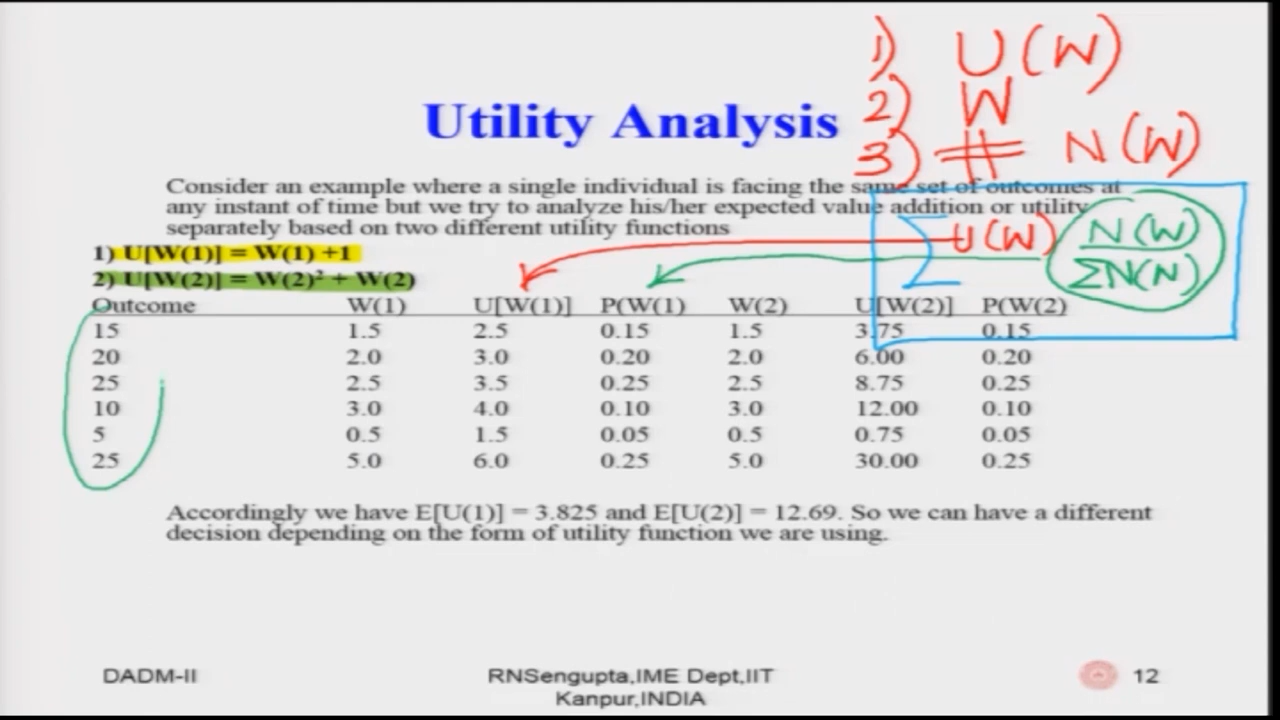 1) U(W)
2) W
3) # N(W)
Utility Analysis
Consider an example where a single individual is facing the same set of outcomes at
any instant of time but we try to analyze his/her expected value addition or utility
separately based on two different utility functions
Σ U(W) N(W)
ΣN(N)
1) U[W(1)] = W(1) +1
2) U[W(2)] = W(2)² + W(2)
Outcome W(1) U[W(1)] P(W(1) W(2) U[W(2)] P(W(2)
15 1.5 2.5 0.15 1.5 3.75 0.15
20 2.0 3.0 0.20 2.0 6.00 0.20
25 2.5 3.5 0.25 2.5 8.75 0.25
10 3.0 4.0 0.10 3.0 12.00 0.10
5 0.5 1.5 0.05 0.5 0.75 0.05
25 5.0 6.0 0.25 5.0 30.00 0.25
Accordingly we have E[U(1)] = 3.825 and E[U(2)] = 12.69. So we can have a different
decision depending on the form of utility function we are using.
DADM-II
RNSengupta,IME Dept,IIT
Kanpur,INDIA
12